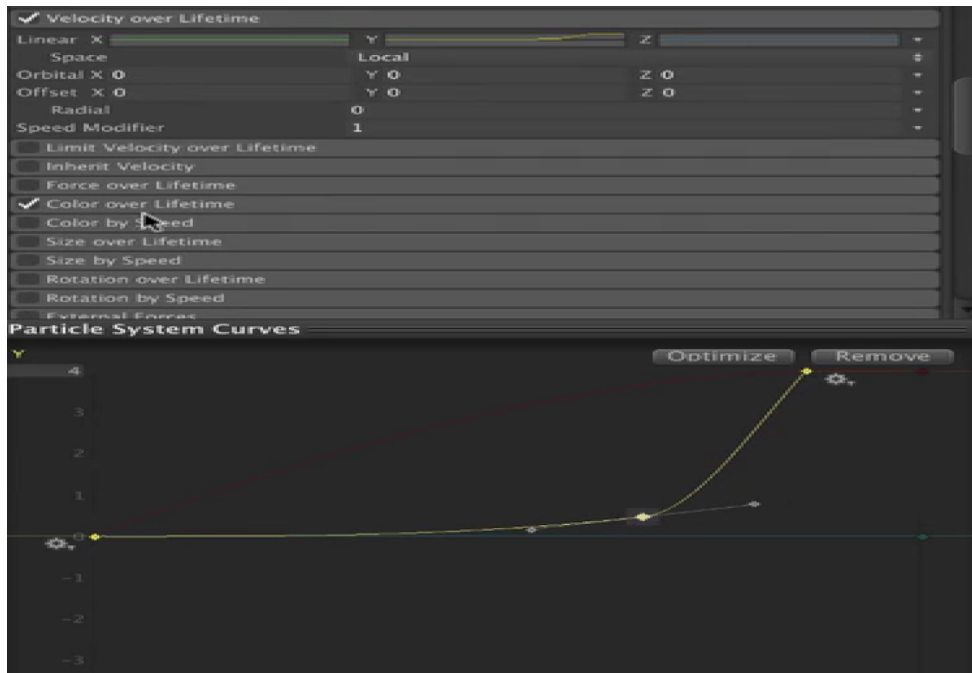 Velocity over Lifetime
Linear X Y Z
Space Local
Orbital X 0 Y 0 Z 0
Offset X 0 Y 0 Z 0
Radial 0
Speed Modifier 1
Limit Velocity over Lifetime
Inherit Velocity
Force over Lifetime
Color over Lifetime
Color by Speed
Size over Lifetime
Size by Speed
Rotation over Lifetime
Rotation by Speed
External Forces
Particle System Curves
Y Optimize Remove
4
3
2
1
0
-1
-2
-3